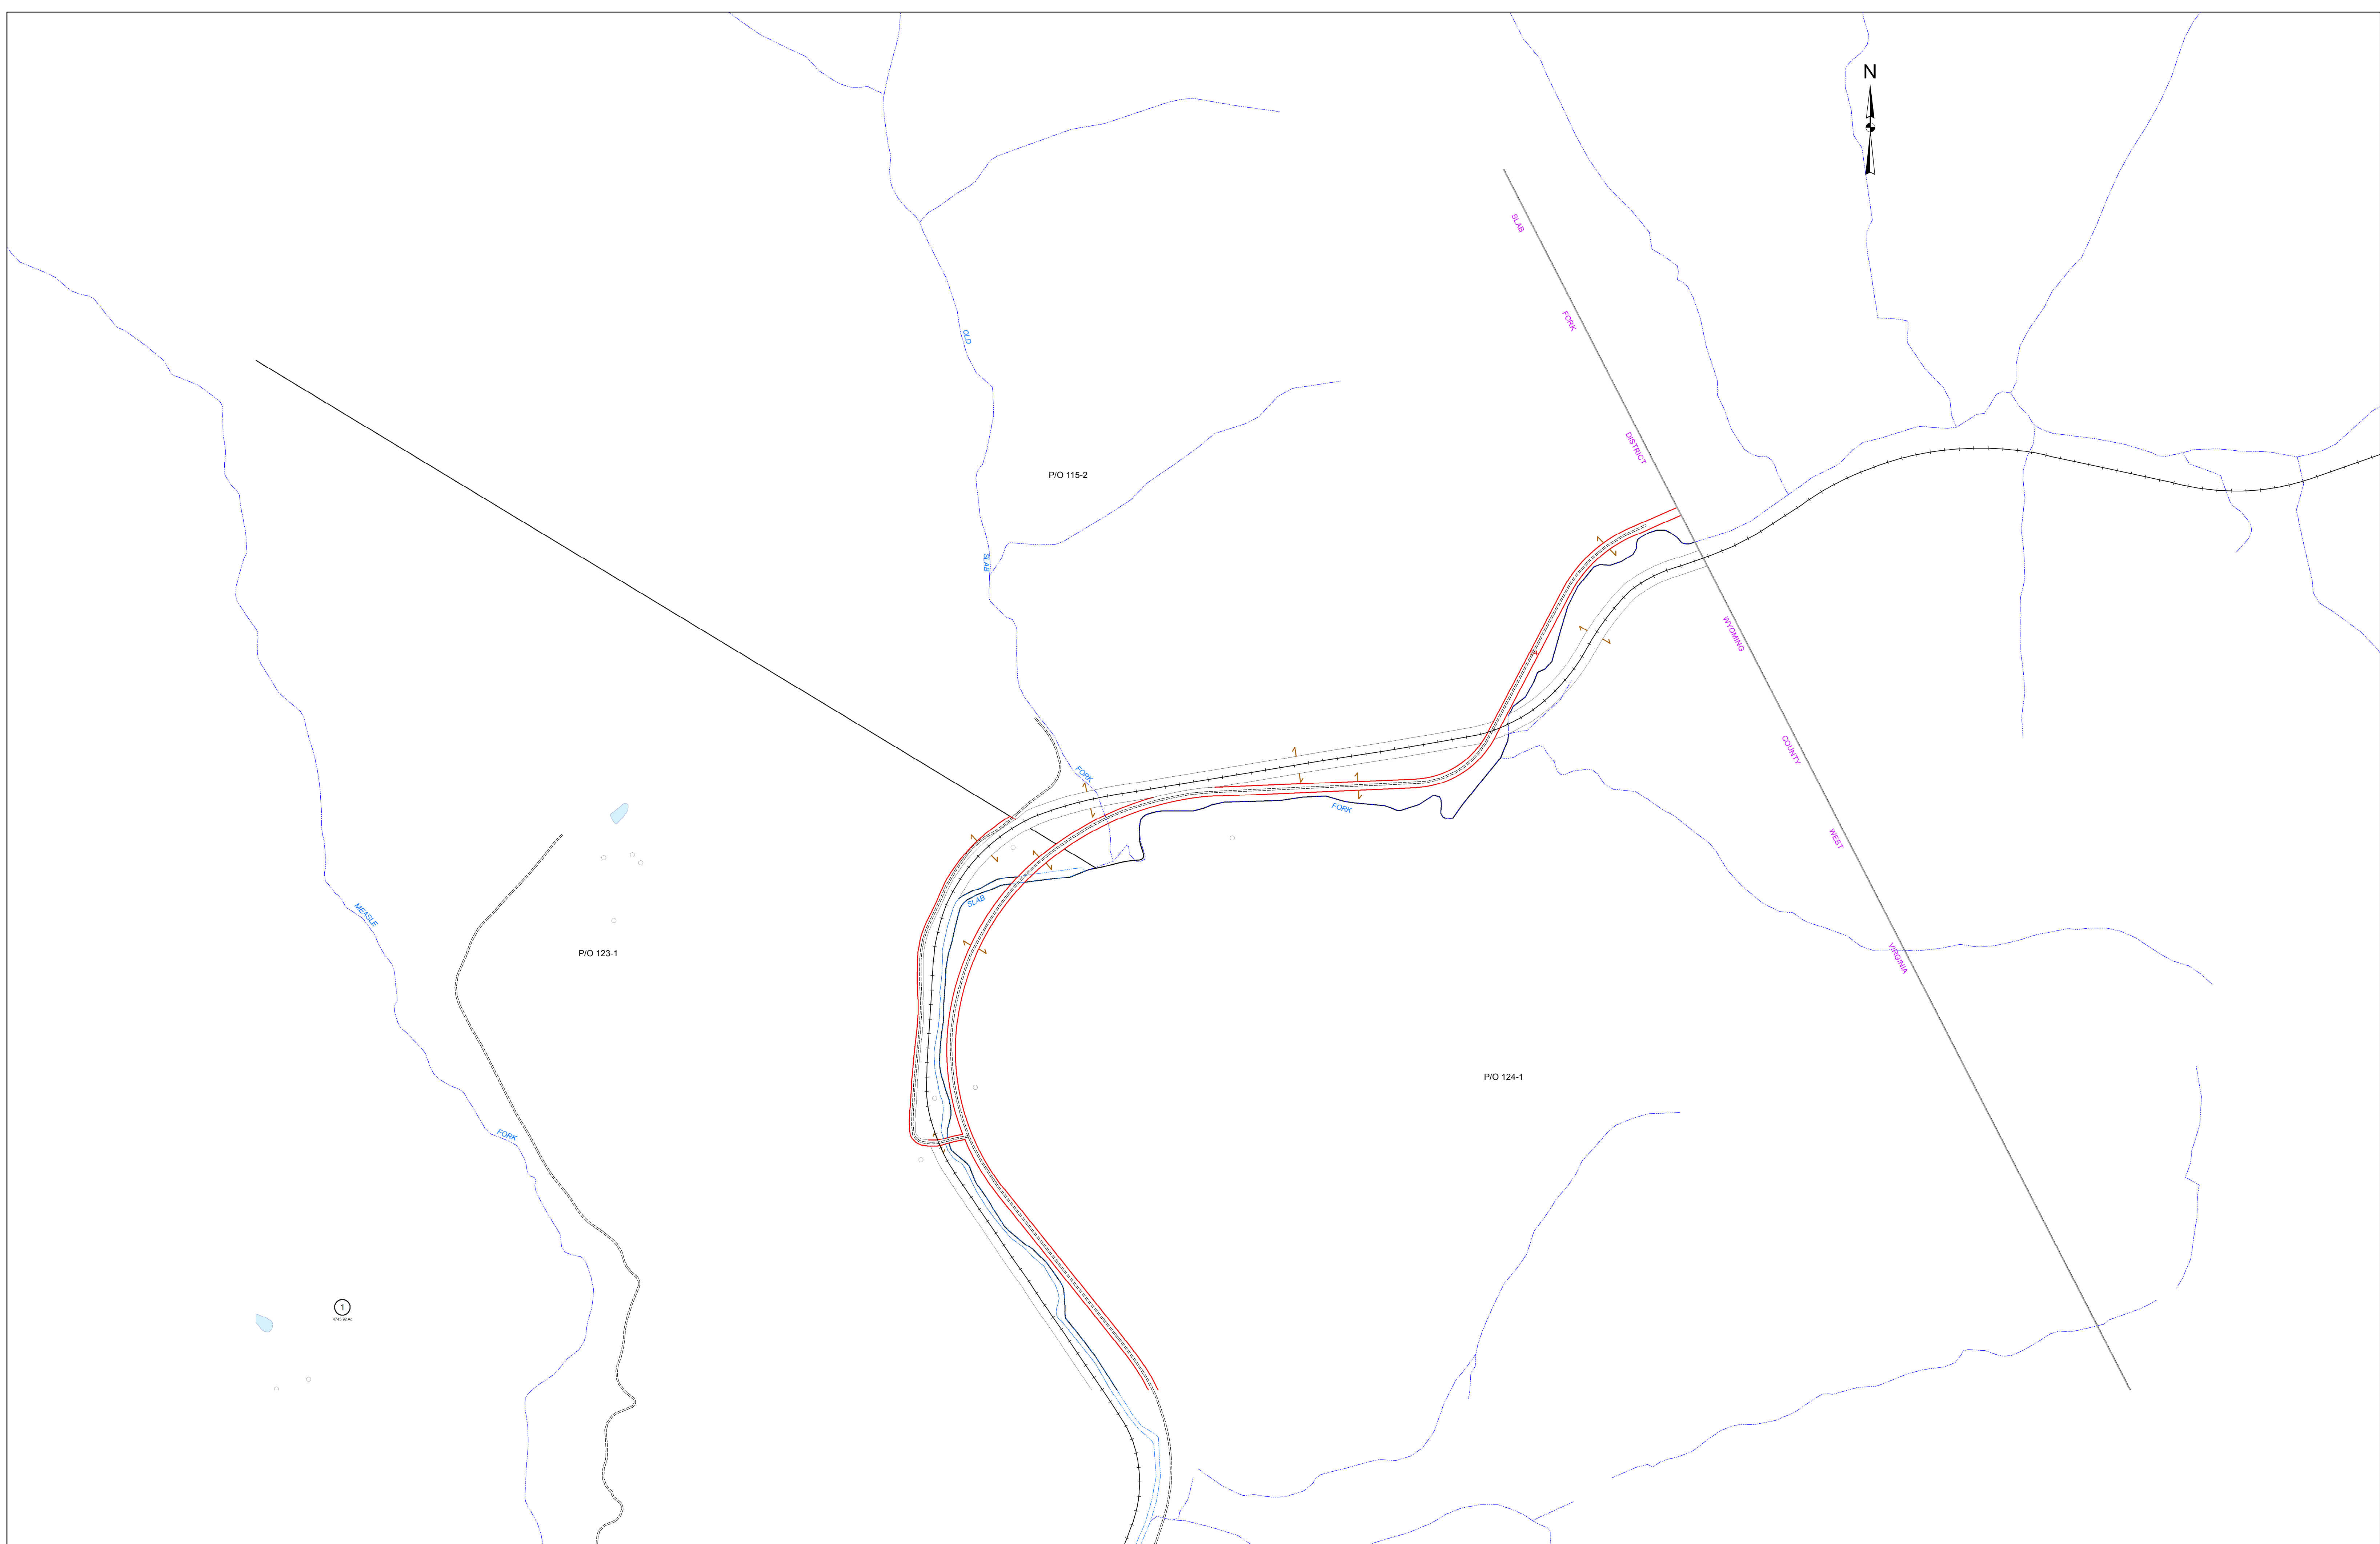 N
SLAB
FORK
DISTRICT
WYOMING
COUNTY
WEST
VIRGINIA
OLD
SLAB
FORK
P/O 115-2
FORK
SLAB
MEASLE
FORK
P/O 123-1
P/O 124-1
1